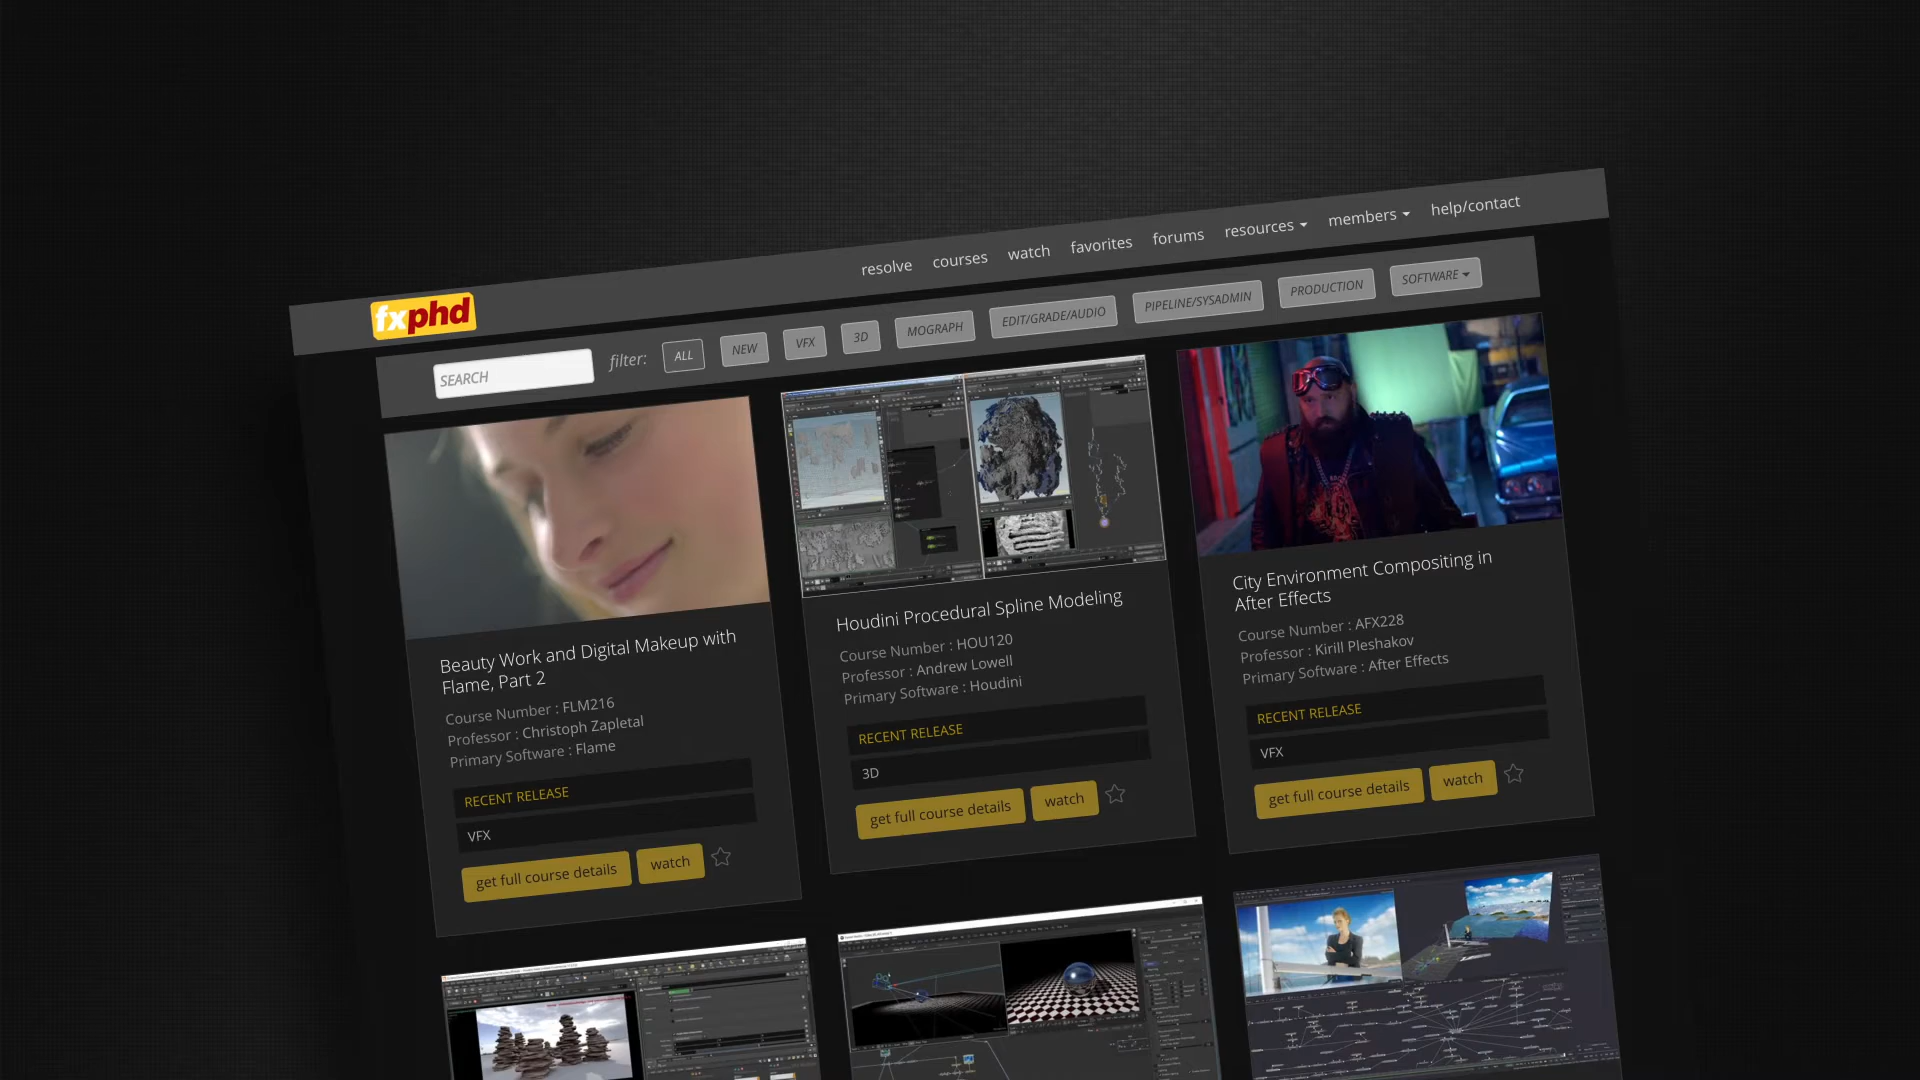 resolve courses watch favorites forums resources members help/contact
fxphd
SEARCH filter: ALL NEW VFX 3D MOGRAPH EDIT/GRADE/AUDIO PIPELINE/SYSADMIN PRODUCTION SOFTWARE
Beauty Work and Digital Makeup with
Flame, Part 2
Course Number : FLM216
Professor : Christoph Zapletal
Primary Software : Flame
RECENT RELEASE
VFX
get full course details watch
Houdini Procedural Spline Modeling
Course Number : HOU120
Professor : Andrew Lowell
Primary Software : Houdini
RECENT RELEASE
3D
get full course details watch
City Environment Compositing in
After Effects
Course Number : AFX228
Professor : Kirill Pleshakov
Primary Software : After Effects
RECENT RELEASE
VFX
get full course details watch